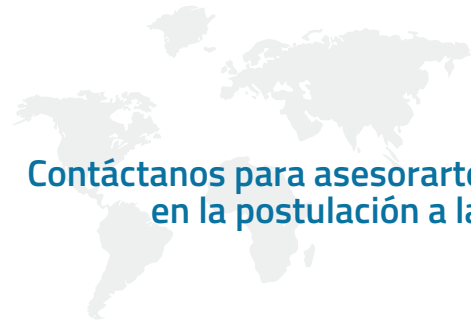 Contáctanos para asesorarte
en la postulación a la